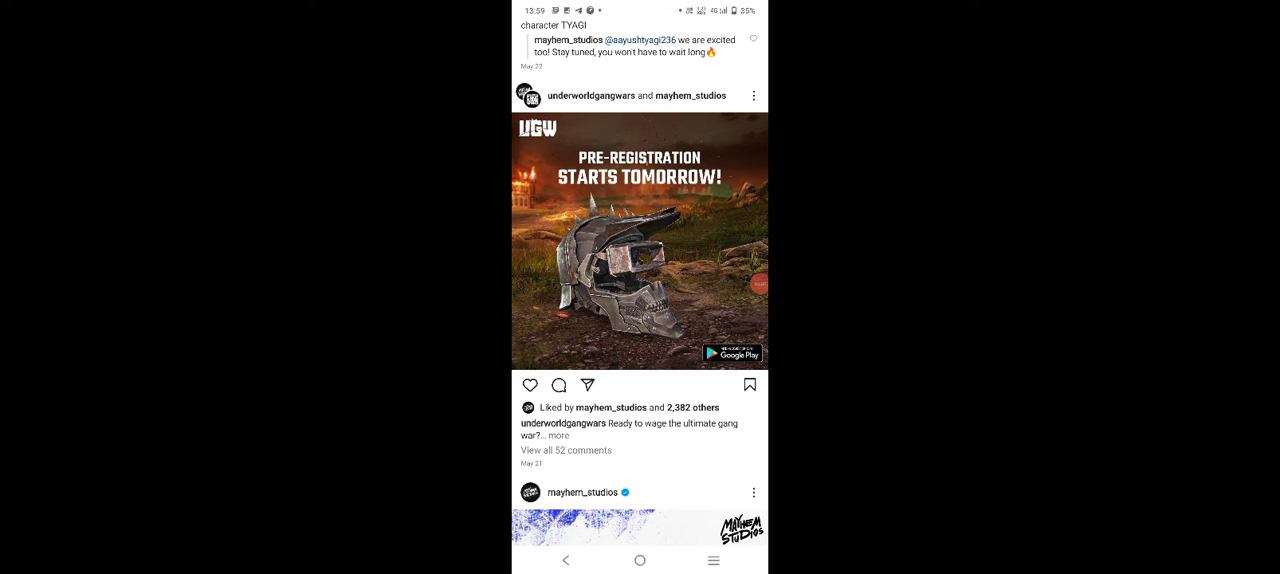 13:59
4G 35%
character TYAGI
mayhem_studios @aayushtyagi236 we are excited
too! Stay tuned, you won't have to wait long🔥
May 22
underworldgangwars and mayhem_studios
UGW
PRE-REGISTRATION
STARTS TOMORROW!
Google Play
Liked by mayhem_studios and 2,382 others
underworldgangwars Ready to wage the ultimate gang
war?... more
View all 52 comments
May 21
mayhem_studios
MAYHEM
STUDIOS